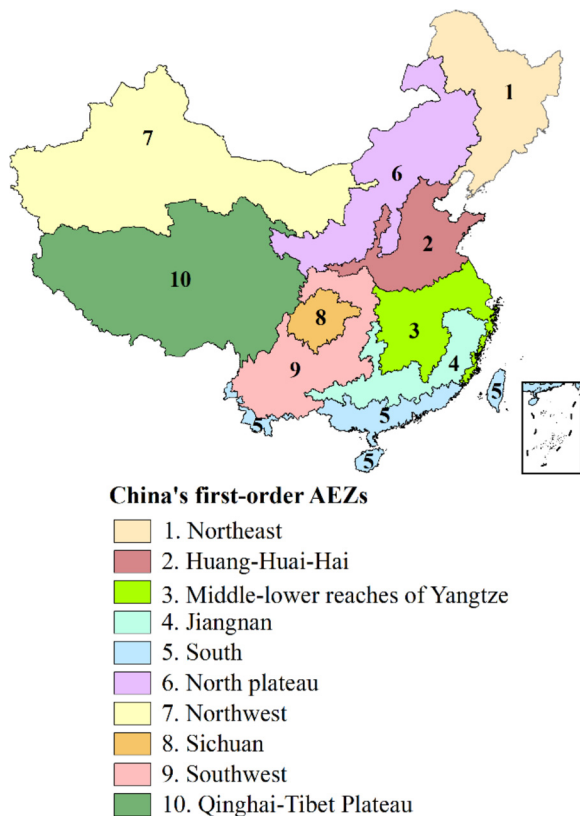 1
7
6
2
10
8
3
9
4
5
5
5
5
China's first-order AEZs
1. Northeast
2. Huang-Huai-Hai
3. Middle-lower reaches of Yangtze
4. Jiangnan
5. South
6. North plateau
7. Northwest
8. Sichuan
9. Southwest
10. Qinghai-Tibet Plateau